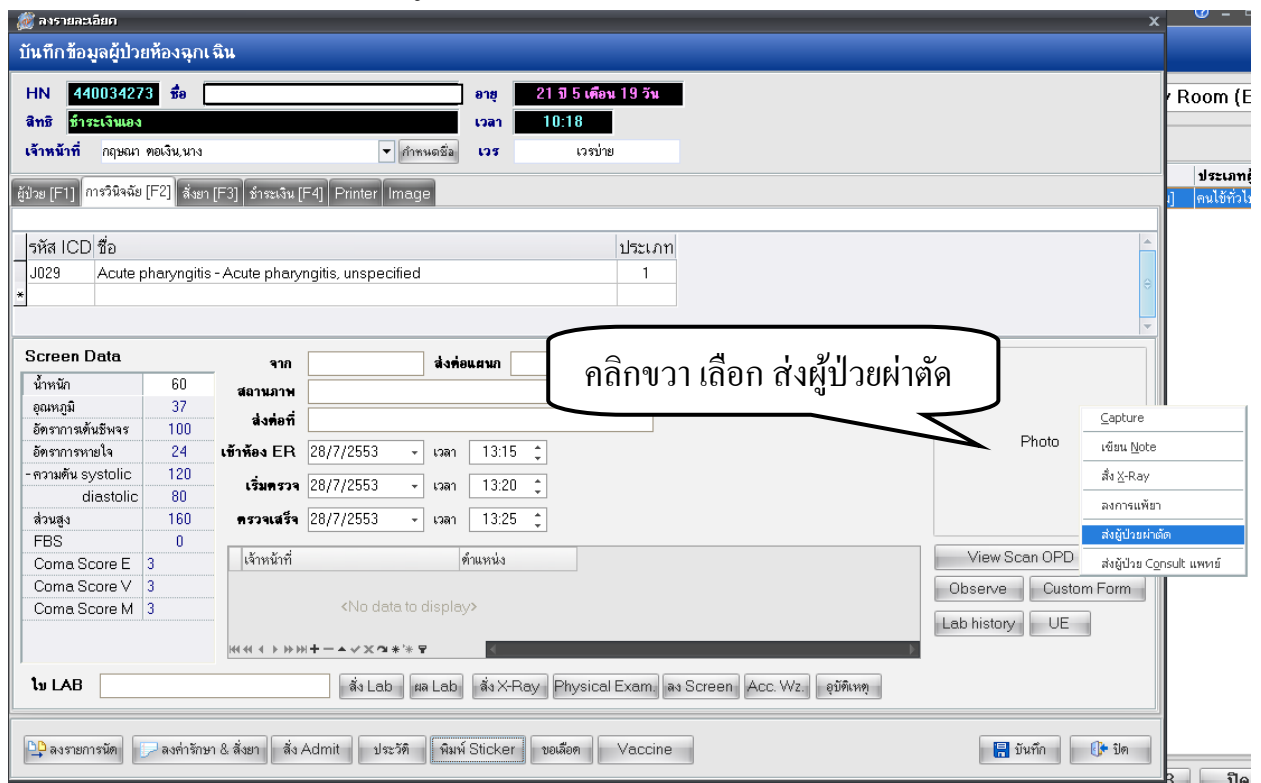 ลงรายละเอียด x
บันทึกข้อมูลผู้ป่วยห้องฉุกเฉิน
HN 440034273 ชื่อ อายุ 21 ปี 5 เดือน 19 วัน
สิทธิ ชำระเงินเอง เวลา 10:18
เจ้าหน้าที่ กฤษณา ทอเงิน,นาง กำหนดชื่อ เวร เวรบ่าย
y Room (E
ผู้ป่วย [F1] การวินิจฉัย [F2] สั่งยา [F3] ชำระเงิน [F4] Printer Image
ประเภทผู้
คนไข้ทั่วไป
รหัส ICD ชื่อ ประเภท
J029 Acute pharyngitis - Acute pharyngitis, unspecified 1
คลิกขวา เลือก ส่งผู้ป่วยผ่าตัด
Screen Data
น้ำหนัก 60
อุณหภูมิ 37
อัตราการเต้นชีพจร 100
อัตราการหายใจ 24
- ความดัน systolic 120
diastolic 80
ส่วนสูง 160
FBS 0
Coma Score E 3
Coma Score V 3
Coma Score M 3
จาก ส่งต่อแผนก
สถานภาพ
ส่งต่อที่
เข้าห้อง ER 28/7/2553 เวลา 13:15
เริ่มตรวจ 28/7/2553 เวลา 13:20
ตรวจเสร็จ 28/7/2553 เวลา 13:25
เจ้าหน้าที่ ตำแหน่ง
<No data to display>
Photo
Capture
เขียน Note
สั่ง X-Ray
ลงการแพ้ยา
ส่งผู้ป่วยผ่าตัด
ส่งผู้ป่วย Consult แพทย์
View Scan OPD
Observe Custom Form
Lab history UE
ใบ LAB สั่ง Lab ผล Lab สั่ง X-Ray Physical Exam. ลง Screen Acc. Wz. อุบัติเหตุ
ลงรายการนัด ลงค่ารักษา & สั่งยา สั่ง Admit ประวัติ พิมพ์ Sticker ขอเลือด Vaccine บันทึก ปิด
ปิด